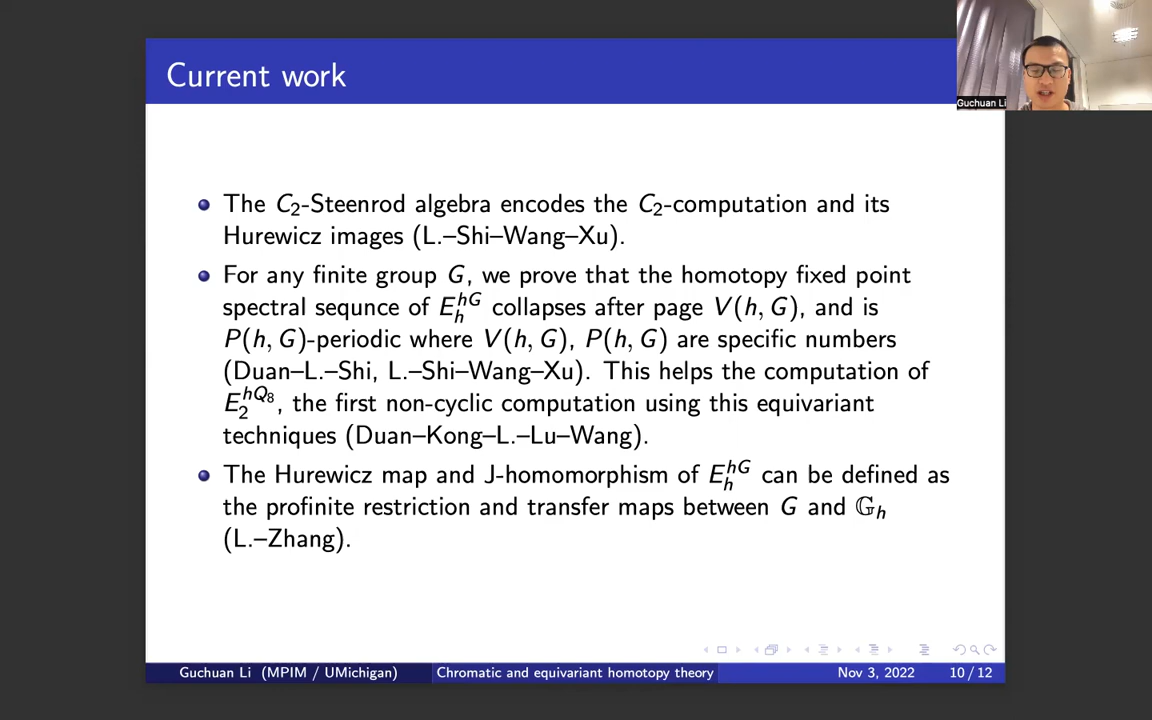 Current work
Guchuan Li
The C₂-Steenrod algebra encodes the C₂-computation and its
Hurewicz images (L.–Shi–Wang–Xu).
For any finite group G, we prove that the homotopy fixed point
spectral sequnce of E_h^{hG} collapses after page V(h, G), and is
P(h, G)-periodic where V(h, G), P(h, G) are specific numbers
(Duan–L.–Shi, L.–Shi–Wang–Xu). This helps the computation of
E_2^{hQ_8}, the first non-cyclic computation using this equivariant
techniques (Duan–Kong–L.–Lu–Wang).
The Hurewicz map and J-homomorphism of E_h^{hG} can be defined as
the profinite restriction and transfer maps between G and 𝔾_h
(L.–Zhang).
Guchuan Li (MPIM / UMichigan) Chromatic and equivariant homotopy theory Nov 3, 2022 10 / 12